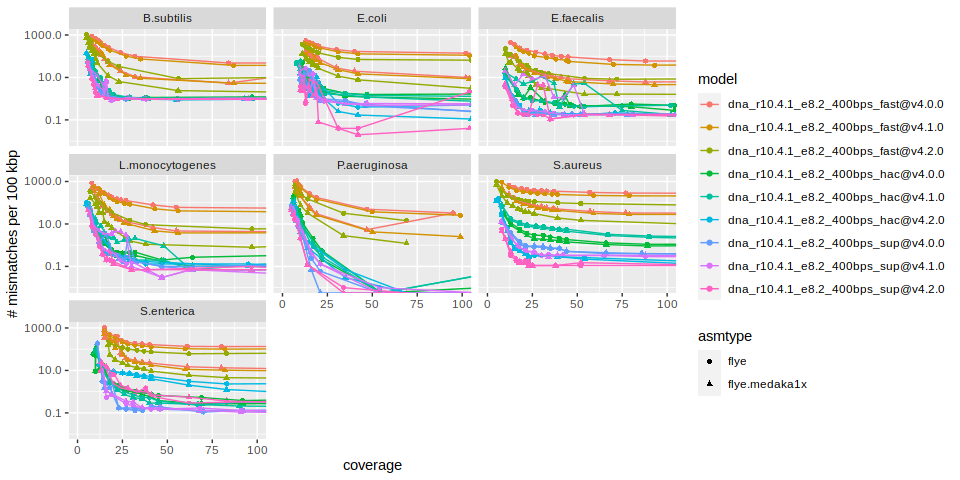 B.subtilis E.coli E.faecalis
1000.0
10.0
0.1
L.monocytogenes P.aeruginosa S.aureus
1000.0
10.0
0.1
0 25 50 75 100 0 25 50 75 100
S.enterica
1000.0
10.0
0.1
0 25 50 75 100
coverage
# mismatches per 100 kbp
model
dna_r10.4.1_e8.2_400bps_fast@v4.0.0
dna_r10.4.1_e8.2_400bps_fast@v4.1.0
dna_r10.4.1_e8.2_400bps_fast@v4.2.0
dna_r10.4.1_e8.2_400bps_hac@v4.0.0
dna_r10.4.1_e8.2_400bps_hac@v4.1.0
dna_r10.4.1_e8.2_400bps_hac@v4.2.0
dna_r10.4.1_e8.2_400bps_sup@v4.0.0
dna_r10.4.1_e8.2_400bps_sup@v4.1.0
dna_r10.4.1_e8.2_400bps_sup@v4.2.0
asmtype
flye
flye.medaka1x